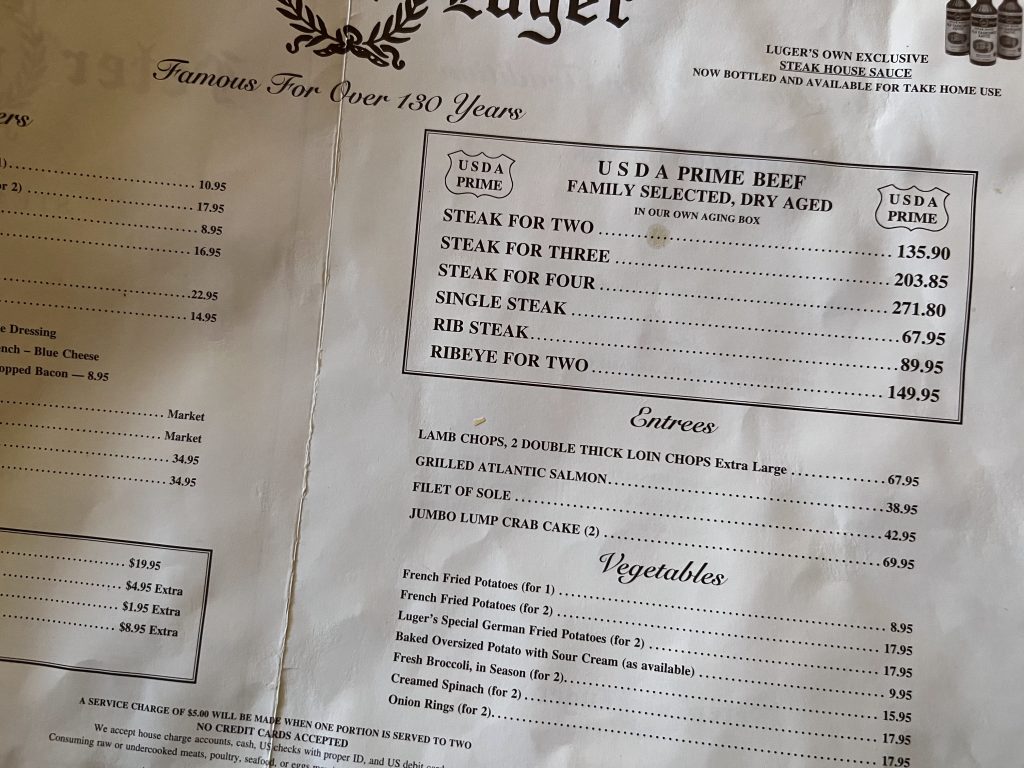 Luger
Famous For Over 130 Years
LUGER'S OWN EXCLUSIVE
STEAK HOUSE SAUCE
NOW BOTTLED AND AVAILABLE FOR TAKE HOME USE
10.95
17.95
8.95
16.95
22.95
14.95
Dressing
– Blue Cheese
Bacon — 8.95
Market
Market
34.95
34.95
$19.95
$4.95 Extra
$1.95 Extra
$8.95 Extra
USDA PRIME
USDA PRIME BEEF
FAMILY SELECTED, DRY AGED
IN OUR OWN AGING BOX
USDA PRIME
STEAK FOR TWO 135.90
STEAK FOR THREE 203.85
STEAK FOR FOUR 271.80
SINGLE STEAK 67.95
RIB STEAK 89.95
RIBEYE FOR TWO 149.95
Entrees
LAMB CHOPS, 2 DOUBLE THICK LOIN CHOPS Extra Large 67.95
GRILLED ATLANTIC SALMON 38.95
FILET OF SOLE 42.95
JUMBO LUMP CRAB CAKE (2) 69.95
Vegetables
French Fried Potatoes (for 1) 8.95
French Fried Potatoes (for 2) 17.95
Luger's Special German Fried Potatoes (for 2) 17.95
Baked Oversized Potato with Sour Cream (as available) 9.95
Fresh Broccoli, in Season (for 2) 15.95
Creamed Spinach (for 2) 17.95
Onion Rings (for 2) 17.95
A SERVICE CHARGE OF $5.00 WILL BE MADE WHEN ONE PORTION IS SERVED TO TWO
NO CREDIT CARDS ACCEPTED
We accept house charge accounts, cash, US checks with proper ID, and US debit
Consuming raw or undercooked meats, poultry, seafood, or eggs